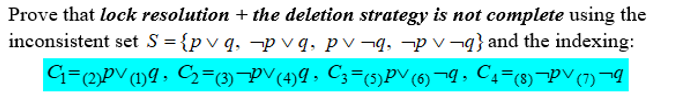 Prove that lock resolution + the deletion strategy is not complete using the
inconsistent set S = {p ∨ q, ¬p ∨ q, p ∨ ¬q, ¬p ∨ ¬q} and the indexing:
C₁=₍₂₎p∨₍₁₎q, C₂=₍₃₎¬p∨₍₄₎q, C₃=₍₅₎p∨₍₆₎¬q, C₄=₍₈₎¬p∨₍₇₎¬q